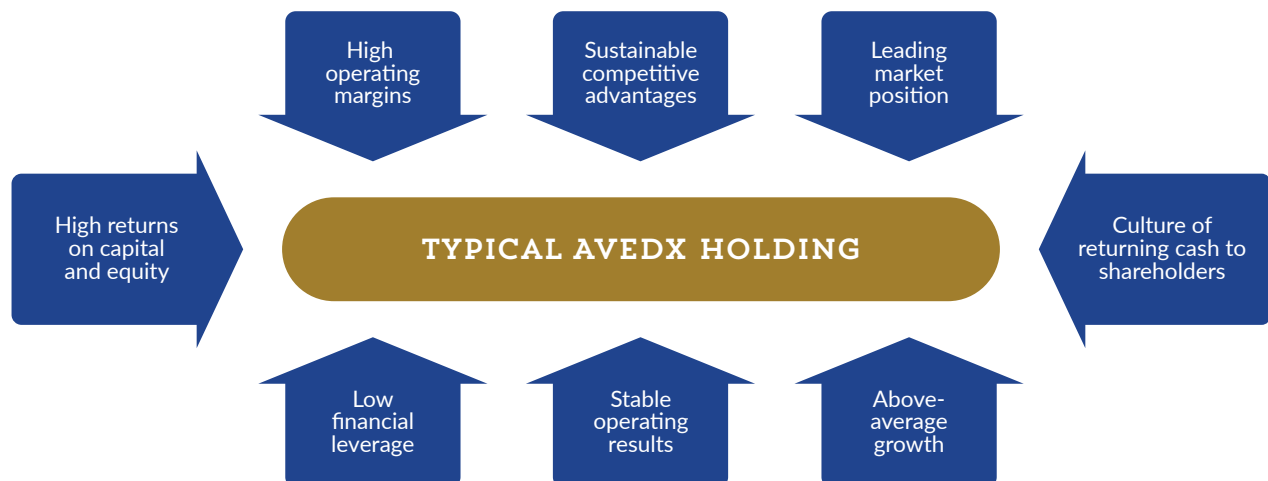 High
operating
margins
Sustainable
competitive
advantages
Leading
market
position
High returns
on capital
and equity
TYPICAL AVEDX HOLDING
Culture of
returning cash to
shareholders
Low
financial
leverage
Stable
operating
results
Above-
average
growth